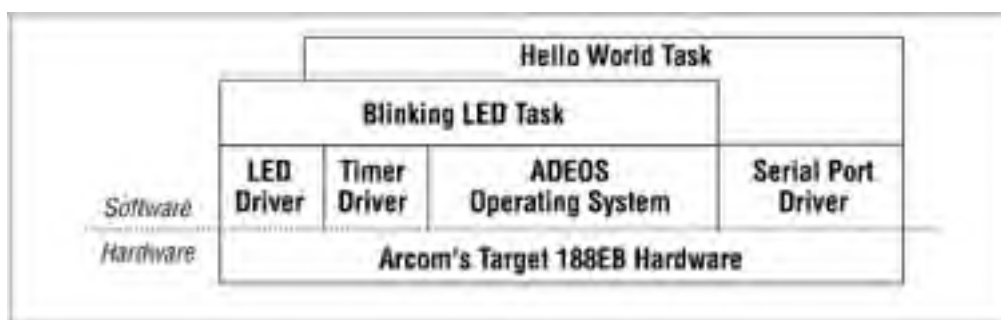 Hello World Task
Blinking LED Task
LED Driver
Timer Driver
ADEOS Operating System
Serial Port Driver
Software
Hardware
Arcom's Target 188EB Hardware